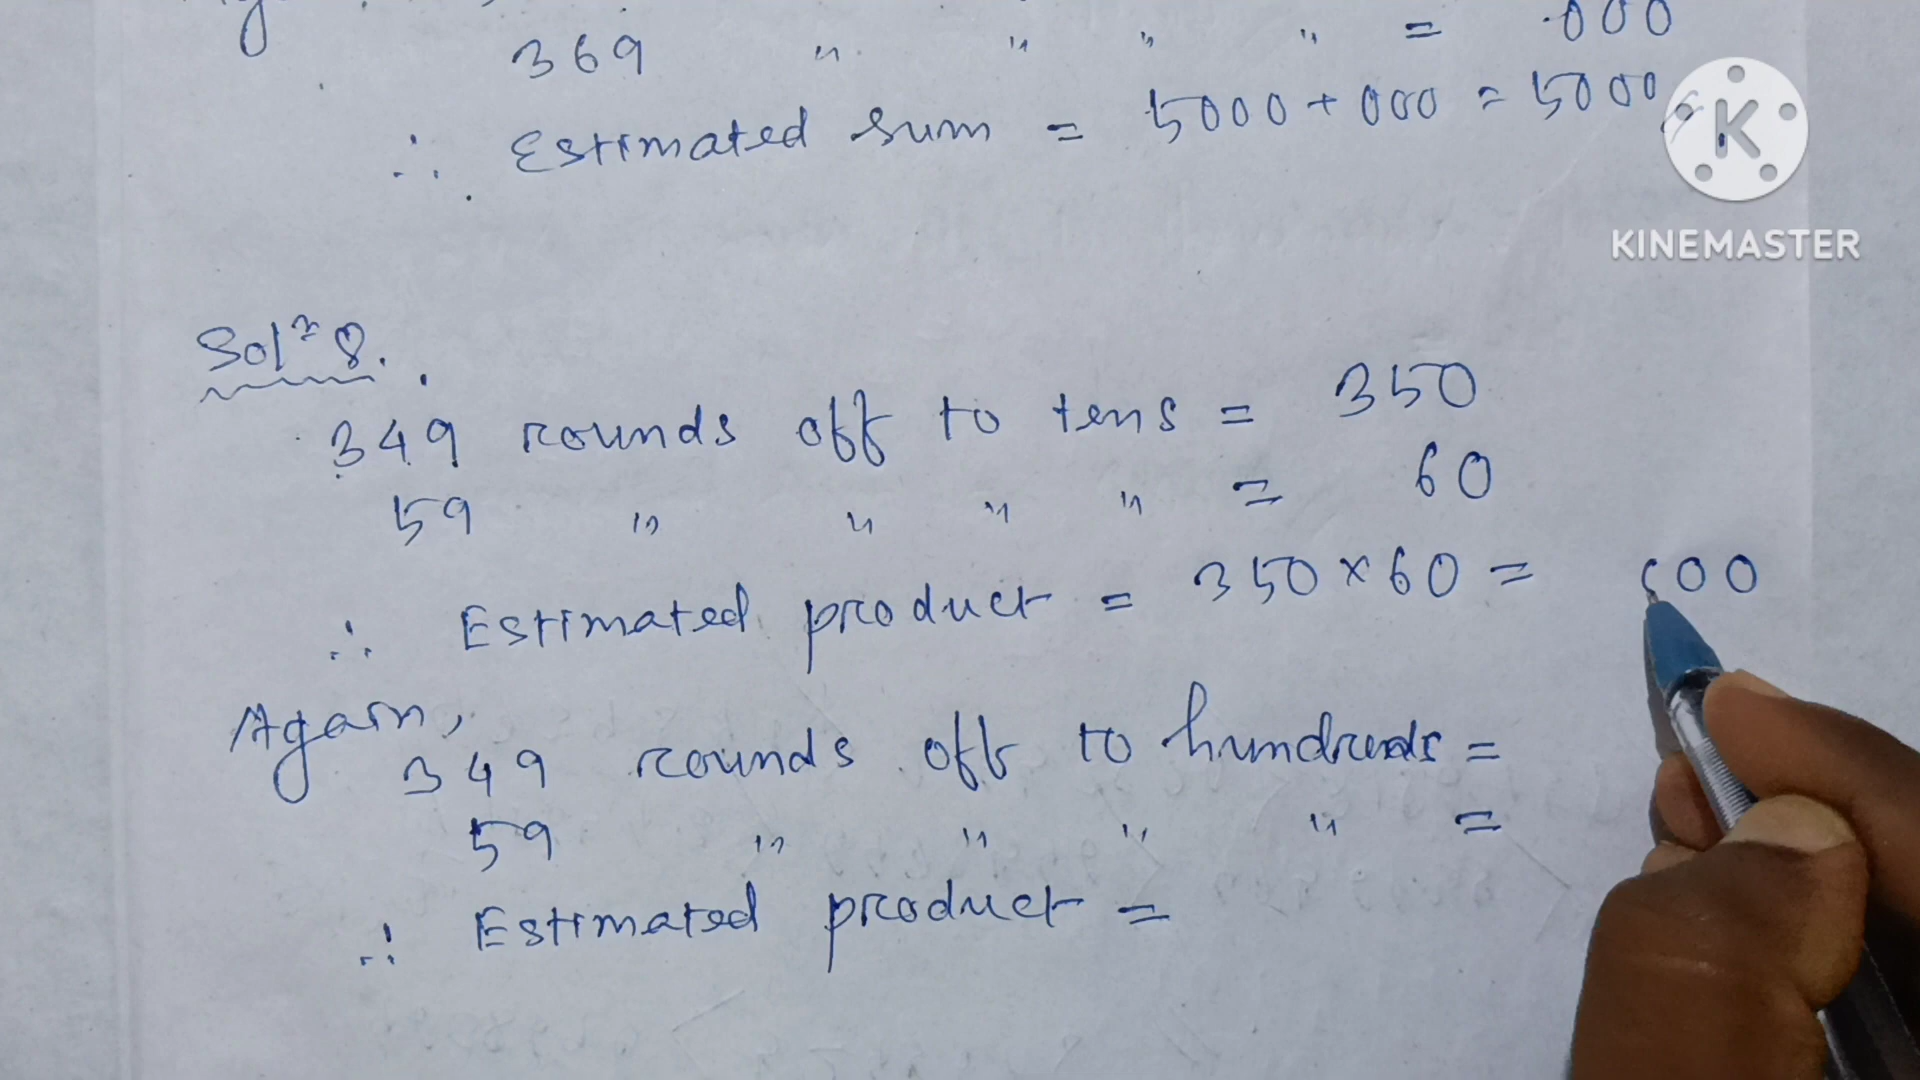 369 " " " " = 000
∴ Estimated sum = 5000 + 000 = 5000
KINEMASTER
Solⁿ 8.
349 rounds off to tens = 350
59 " " " " = 60
∴ Estimated product = 350 × 60 = 000
Again,
349 rounds off to hundreds =
59 " " " " =
∴ Estimated product =